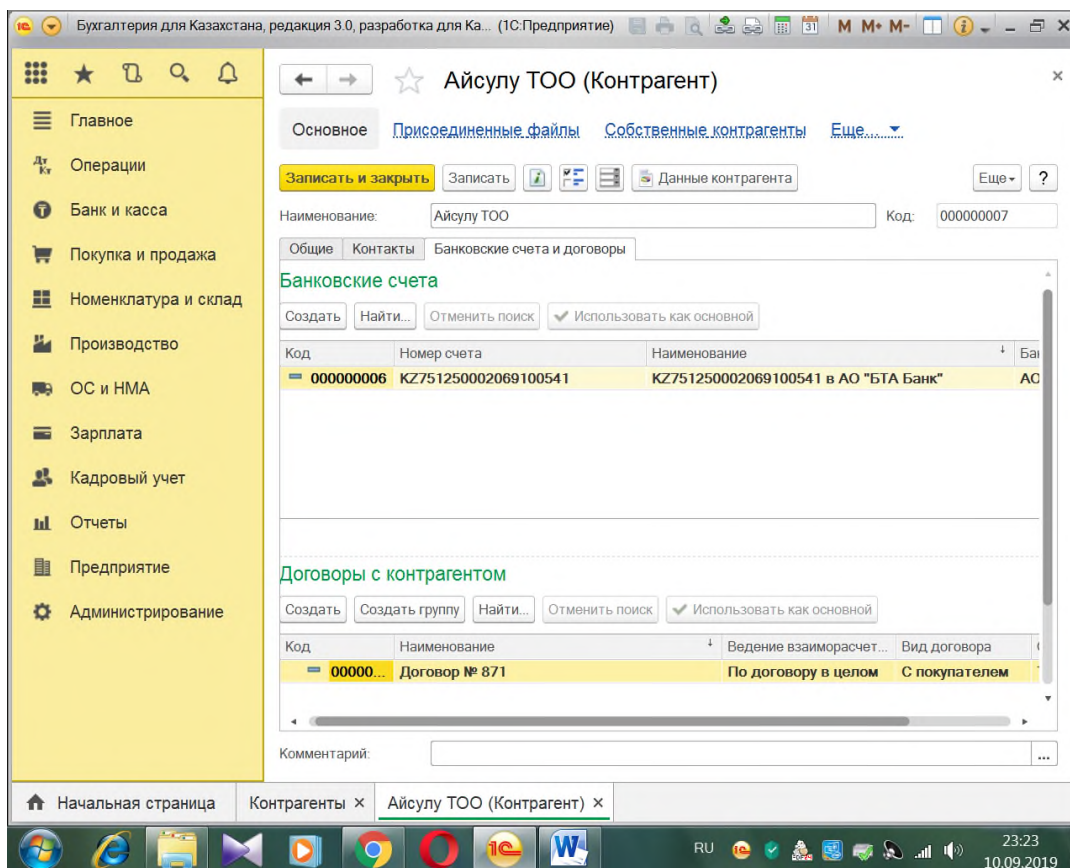 Бухгалтерия для Казахстана, редакция 3.0, разработка для Ка... (1С:Предприятие) 31 M M+ M-
Айсулу ТОО (Контрагент)
Главное
Операции
Банк и касса
Покупка и продажа
Номенклатура и склад
Производство
ОС и НМА
Зарплата
Кадровый учет
Отчеты
Предприятие
Администрирование
Основное Присоединенные файлы Собственные контрагенты Еще...
Записать и закрыть Записать Данные контрагента Еще ?
Наименование: Айсулу ТОО Код: 000000007
Общие Контакты Банковские счета и договоры
Банковские счета
Создать Найти... Отменить поиск Использовать как основной
Код Номер счета Наименование
000000006 KZ751250002069100541 KZ751250002069100541 в АО "БТА Банк" АО
Договоры с контрагентом
Создать Создать группу Найти... Отменить поиск Использовать как основной
Код Наименование Ведение взаиморасчет... Вид договора
00000... Договор № 871 По договору в целом С покупателем
Комментарий: ...
Начальная страница Контрагенты × Айсулу ТОО (Контрагент) ×
RU 23:23
10.09.2019